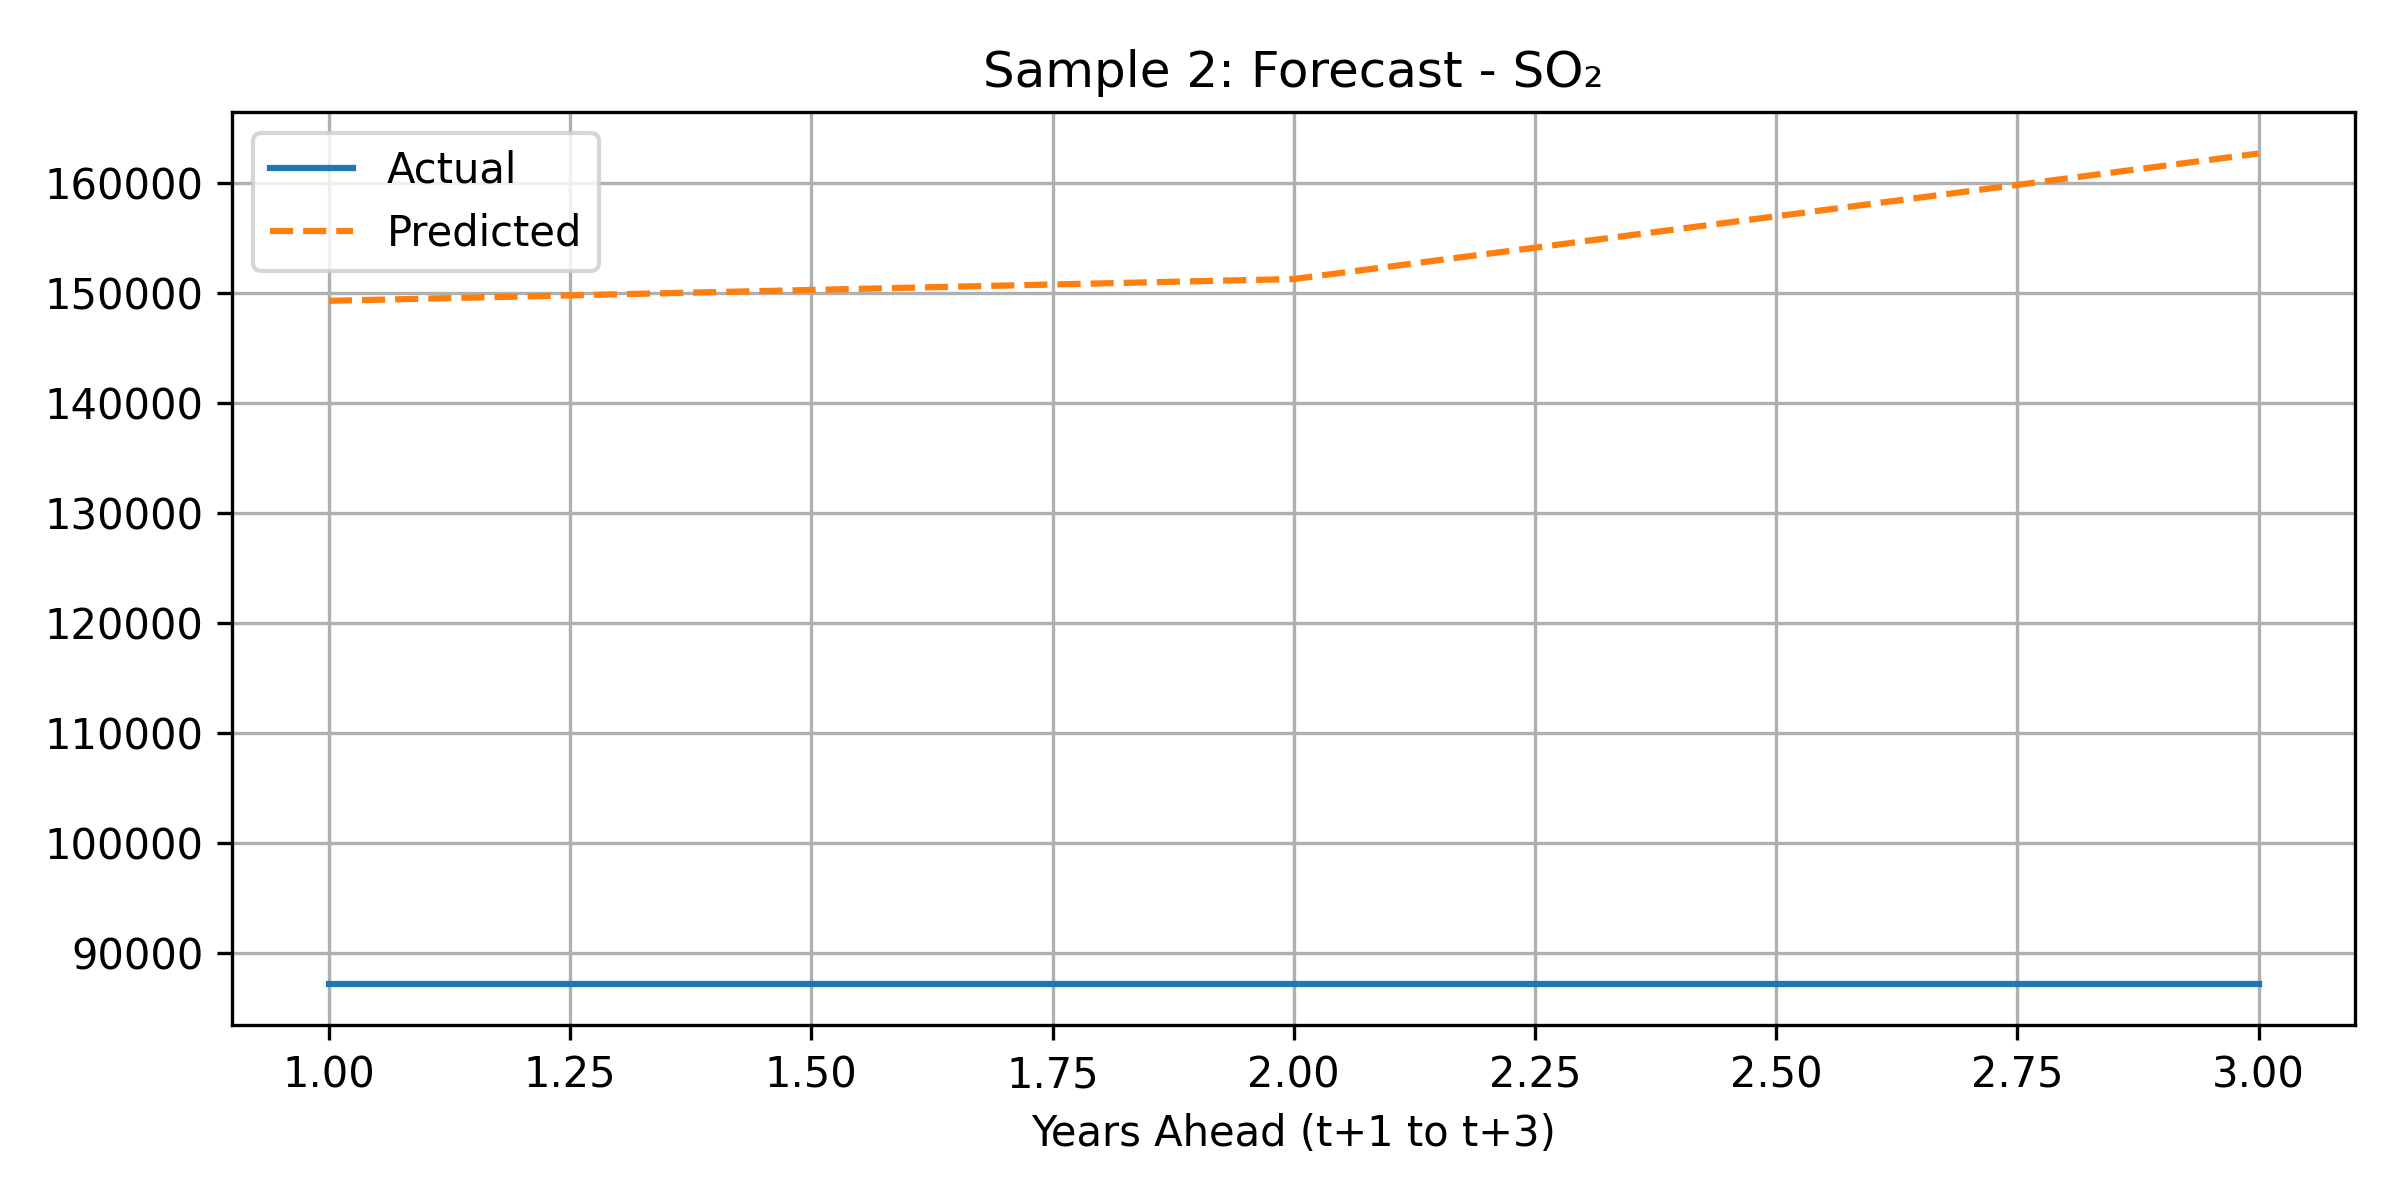 Sample 2: Forecast - SO₂
Actual
Predicted
160000
150000
140000
130000
120000
110000
100000
90000
1.00 1.25 1.50 1.75 2.00 2.25 2.50 2.75 3.00
Years Ahead (t+1 to t+3)